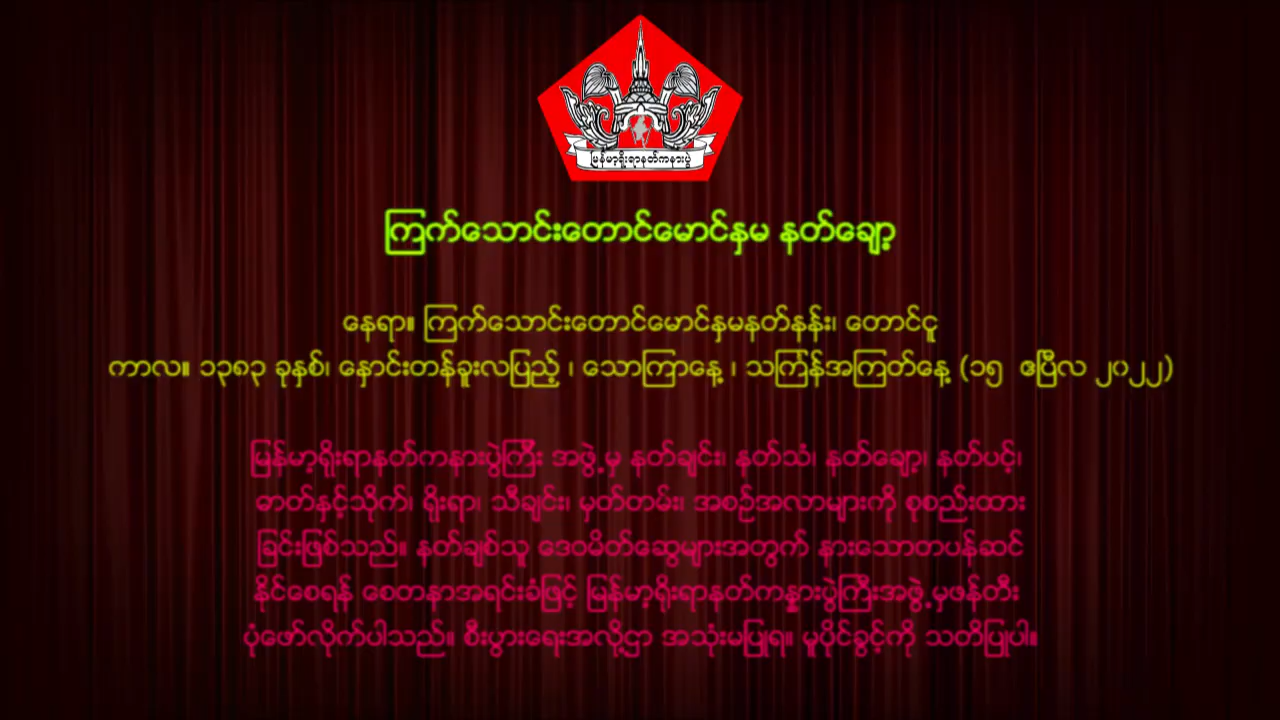 မြန်မာ့ရိုးရာနတ်ကနားပွဲ
ကြက်သောင်းတောင်မောင်နှမ နတ်ချော့
နေရာ။ ကြက်သောင်းတောင်မောင်နှမနတ်နန်း၊ တောင်ငူ
ကာလ။ ၁၃၈၃ ခုနှစ်၊ နှောင်းတန်ခူးလပြည့် ၊ သောကြာနေ့ ၊ သင်္ကြန်အကြတ်နေ့ (၁၅ ဧပြီလ ၂၀၂၂)
မြန်မာ့ရိုးရာနတ်ကနားပွဲကြီး အဖွဲ့မှ နတ်ချင်း၊ နတ်သံ၊ နတ်ချော့၊ နတ်ပင့်၊
ဓာတ်နှင့်သိုက်၊ ရိုးရာ၊ သီချင်း၊ မှတ်တမ်း၊ အစဉ်အလာများကို စုစည်းထား
ခြင်းဖြစ်သည်။ နတ်ချစ်သူ ဒေဝမိတ်ဆွေများအတွက် နားသောတပန်ဆင်
နိုင်စေရန် စေတနာအရင်းခံဖြင့် မြန်မာ့ရိုးရာနတ်ကန္နားပွဲကြီးအဖွဲ့မှဖန်တီး
ပုံဖော်လိုက်ပါသည်။ စီးပွားရေးအလို့ဌာ အသုံးမပြုရ။ မူပိုင်ခွင့်ကို သတိပြုပါ။